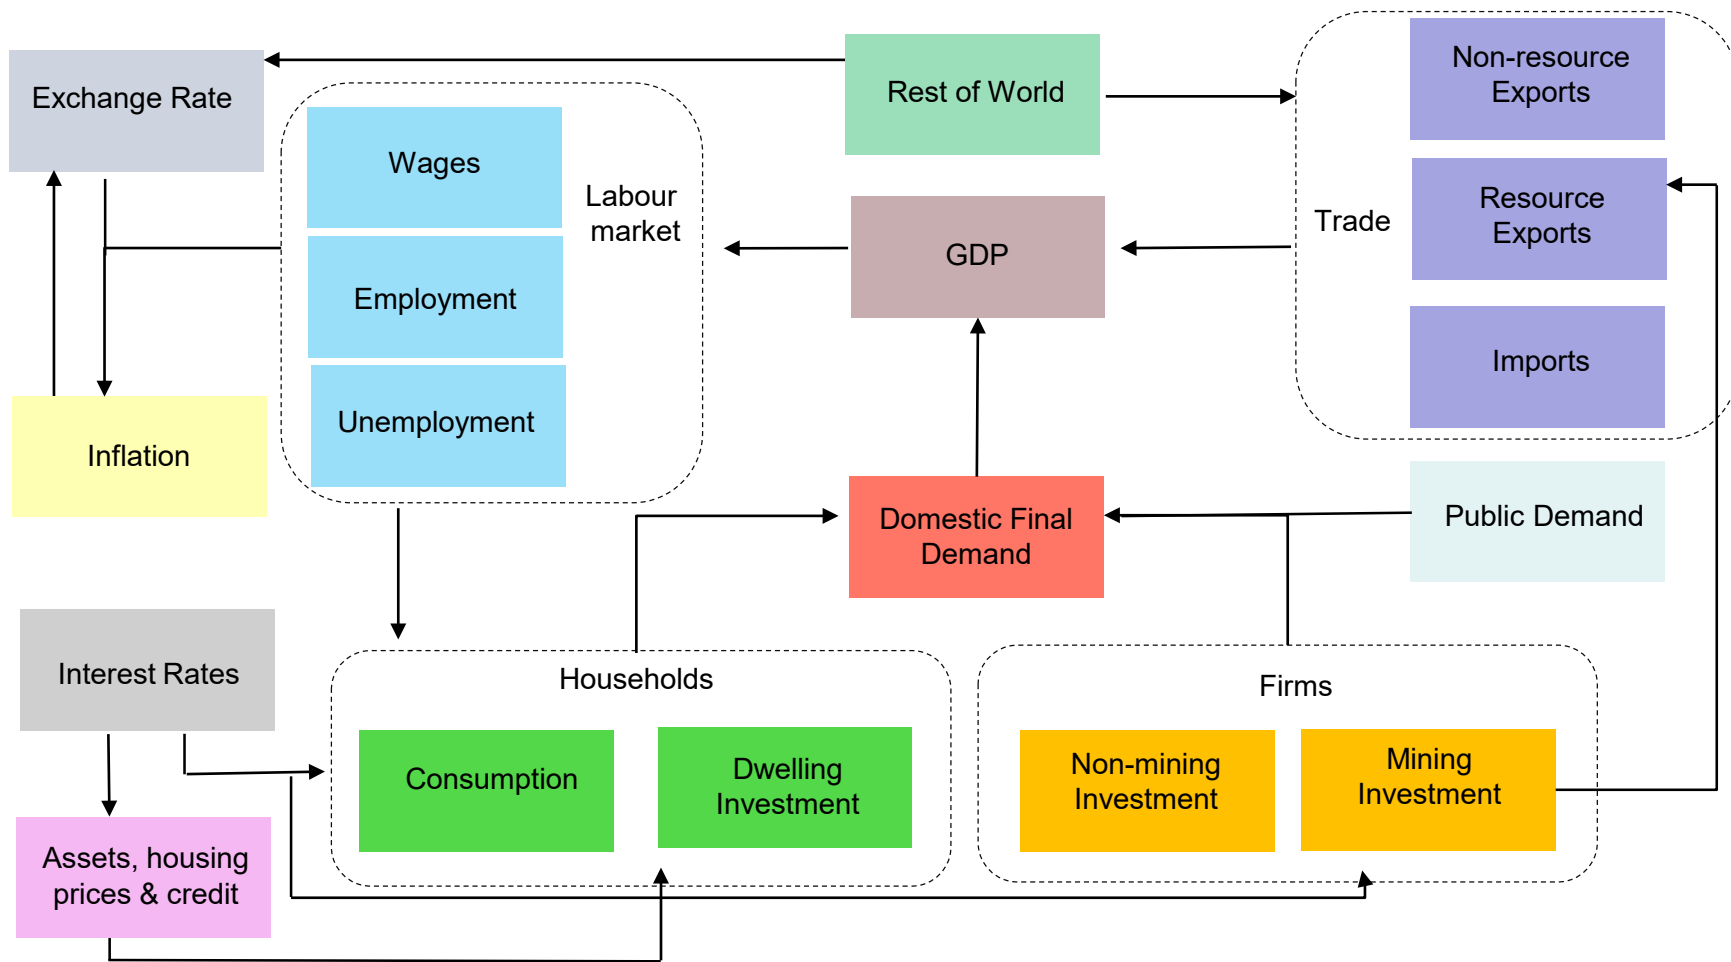 Exchange Rate
Rest of World
Non-resource
Exports
Wages
Labour
market
GDP
Trade
Resource
Exports
Employment
Imports
Unemployment
Inflation
Domestic Final
Demand
Public Demand
Interest Rates
Households
Firms
Consumption
Dwelling
Investment
Non-mining
Investment
Mining
Investment
Assets, housing
prices & credit